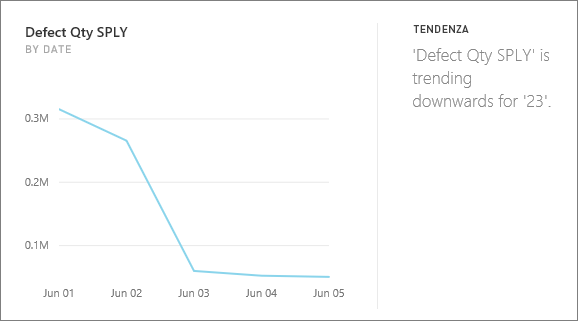 Defect Qty SPLY
BY DATE
0.3M
0.2M
0.1M
Jun 01 Jun 02 Jun 03 Jun 04 Jun 05
TENDENZA
'Defect Qty SPLY' is
trending
downwards for '23'.